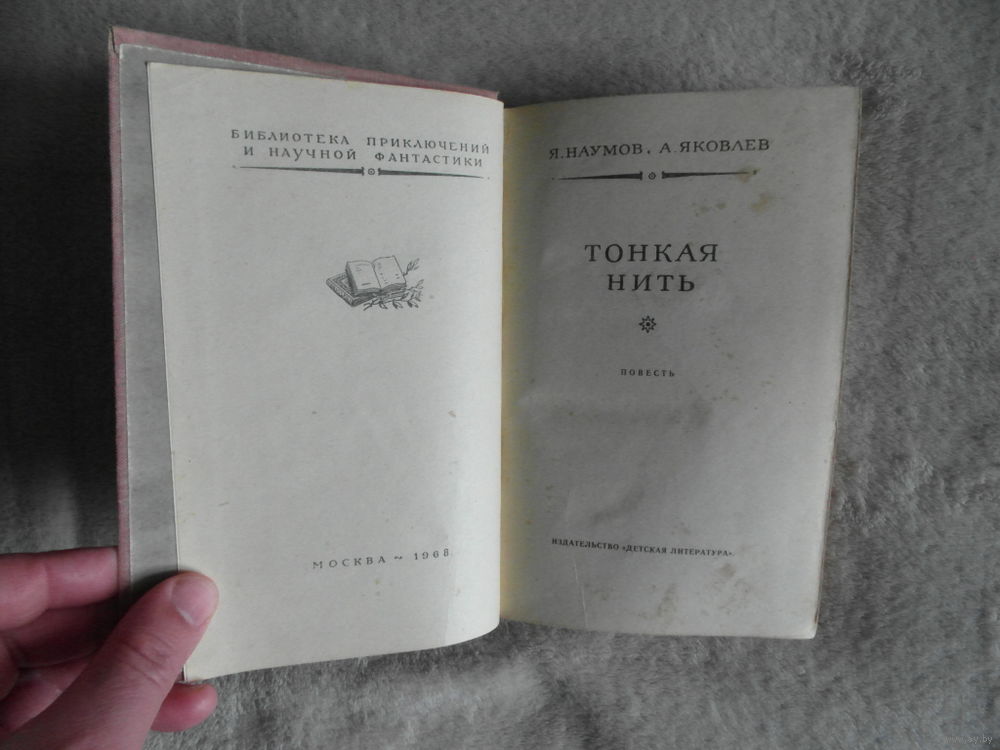 БИБЛИОТЕКА ПРИКЛЮЧЕНИЙ
И НАУЧНОЙ ФАНТАСТИКИ
МОСКВА ~ 1968
Я. НАУМОВ, А. ЯКОВЛЕВ
ТОНКАЯ
НИТЬ
ПОВЕСТЬ
ИЗДАТЕЛЬСТВО «ДЕТСКАЯ ЛИТЕРАТУРА»